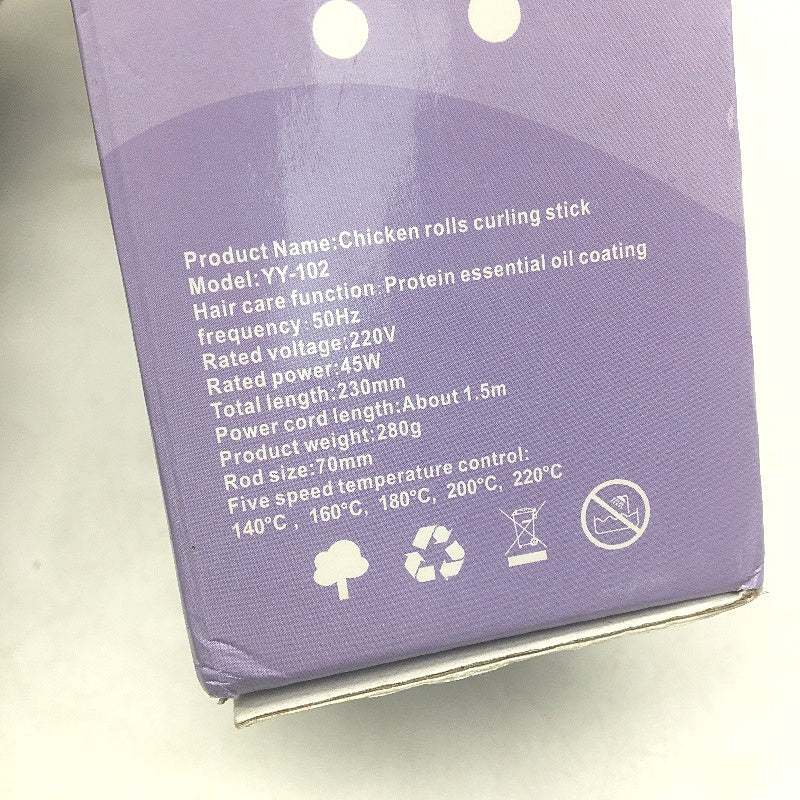 Product Name:Chicken rolls curling stick
Model:YY-102
Hair care function:Protein essential oil coating
frequency:50Hz
Rated voltage:220V
Rated power:45W
Total length:230mm
Power cord length:About 1.5m
Product weight:280g
Rod size:70mm
Five speed temperature control:
140°C , 160°C, 180°C, 200°C, 220°C